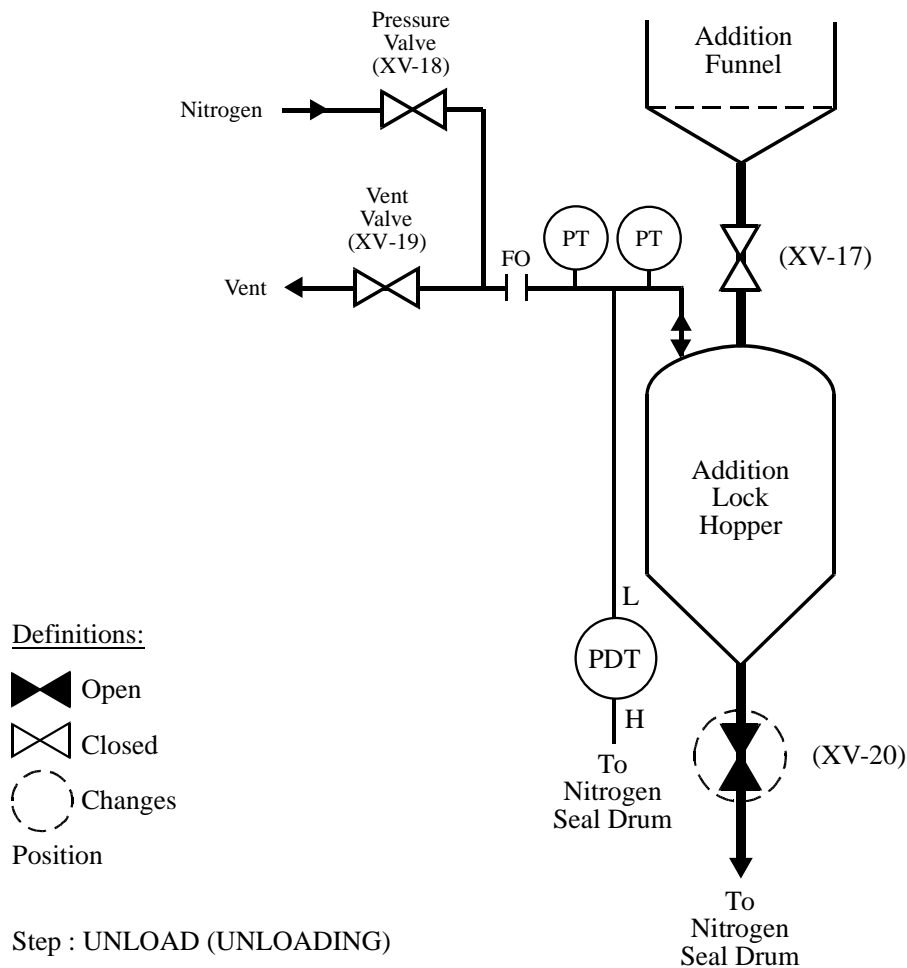 Pressure
Valve
(XV-18)
Addition
Funnel
Nitrogen
Vent
Valve
(XV-19)
PT
PT
(XV-17)
FO
Vent
Addition
Lock
Hopper
L
PDT
H
To
Nitrogen
Seal Drum
(XV-20)
To
Nitrogen
Seal Drum
Definitions:
Open
Closed
Changes
Position
Step : UNLOAD (UNLOADING)